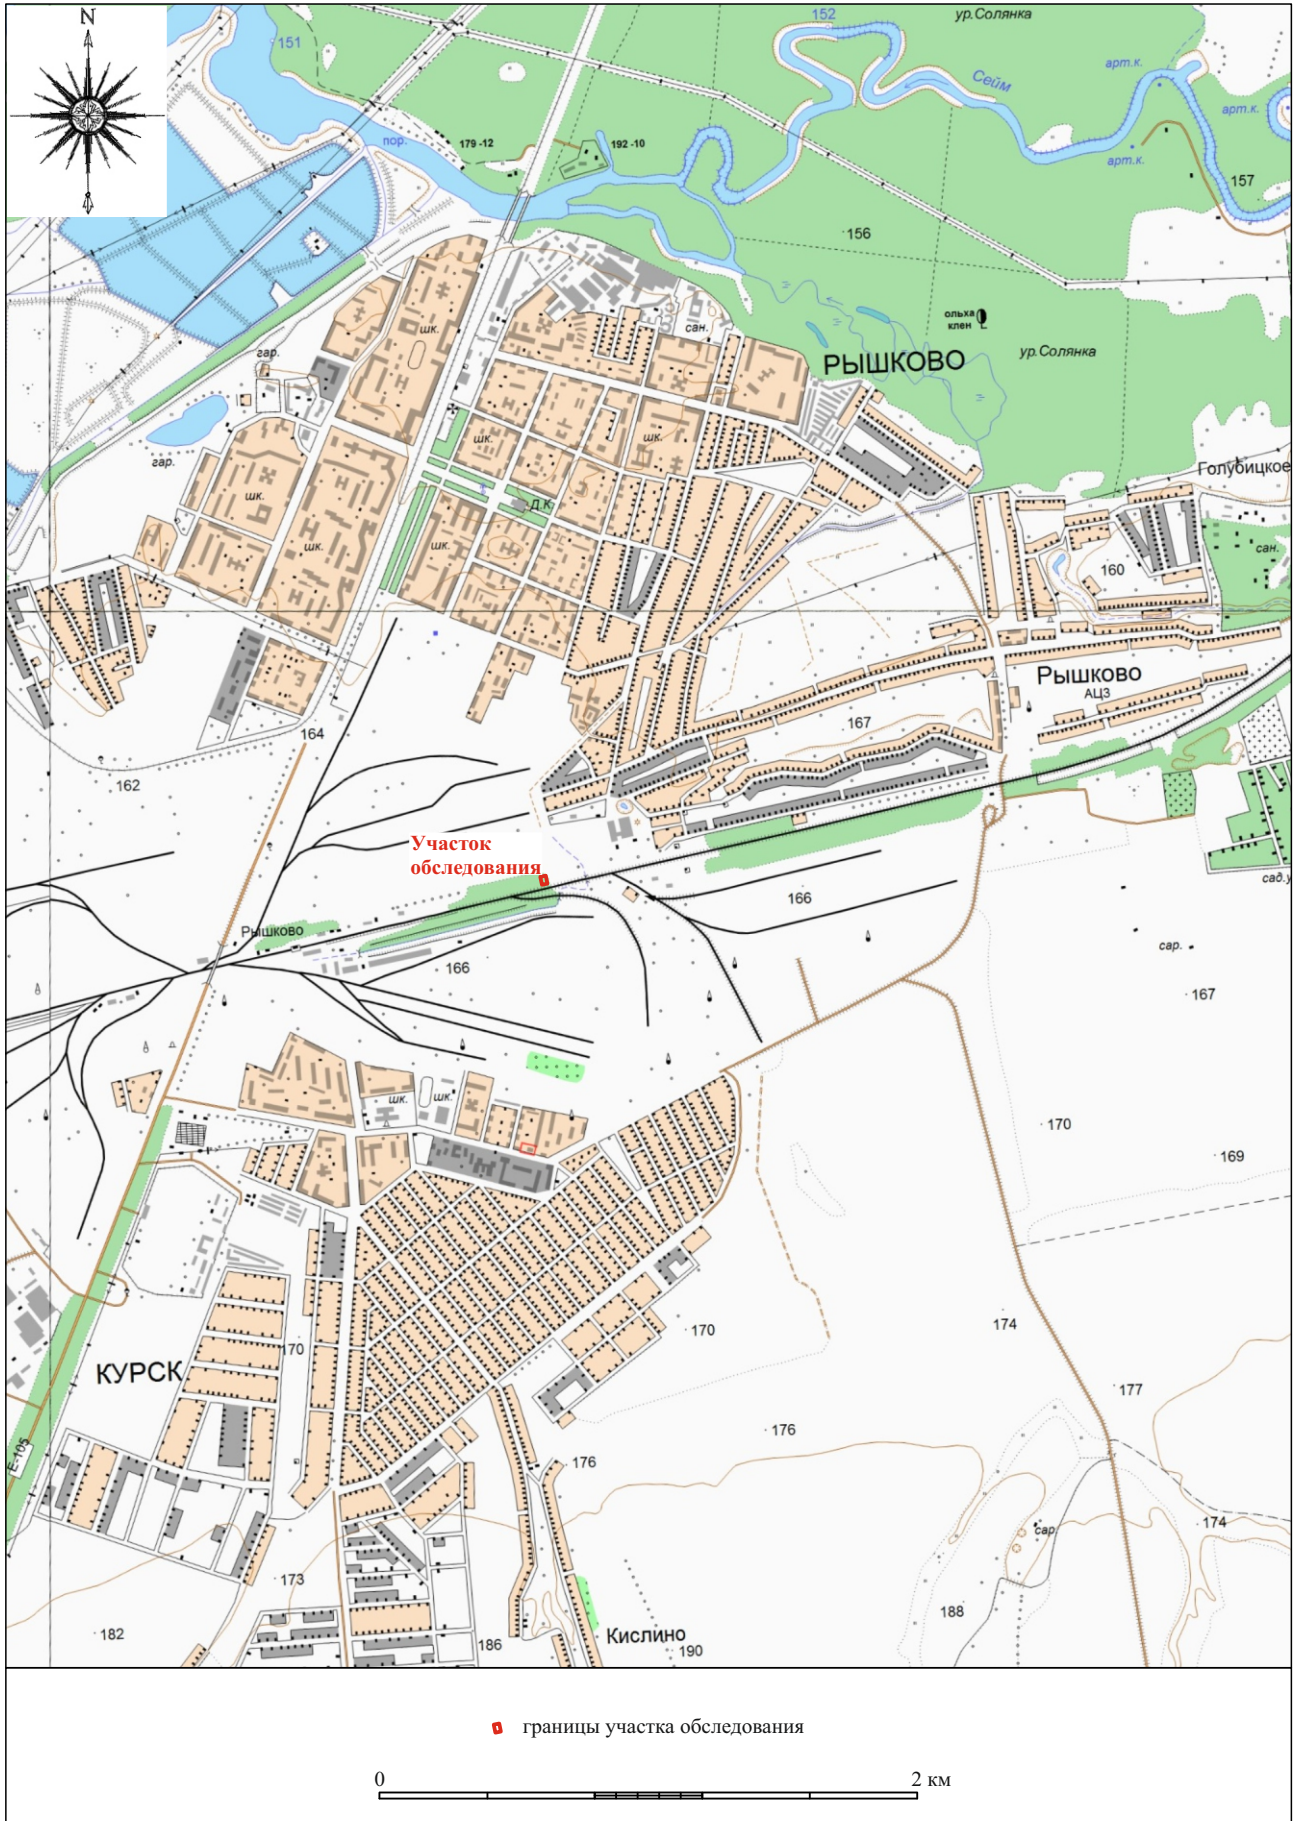 N
151
152
ур.Солянка
Сейм
арт.к.
арт.к.
арт.к.
пор.
179 -12
192 -10
157
156
ольха
клен
ур.Солянка
шк.
сан.
РЫШКОВО
гар.
гар.
шк.
шк.
шк.
шк.
шк.
Д.К
Голубицкое
сан.
160
Рышково
АЦЗ
167
164
162
Участок
обследования
166
сад.у
Рышково
166
сар.
167
шк.
шк.
170
169
170
174
КУРСК
170
177
176
176
Е-105
174
сар.
173
188
182
186
Кислино
190
границы участка обследования
0 2 км